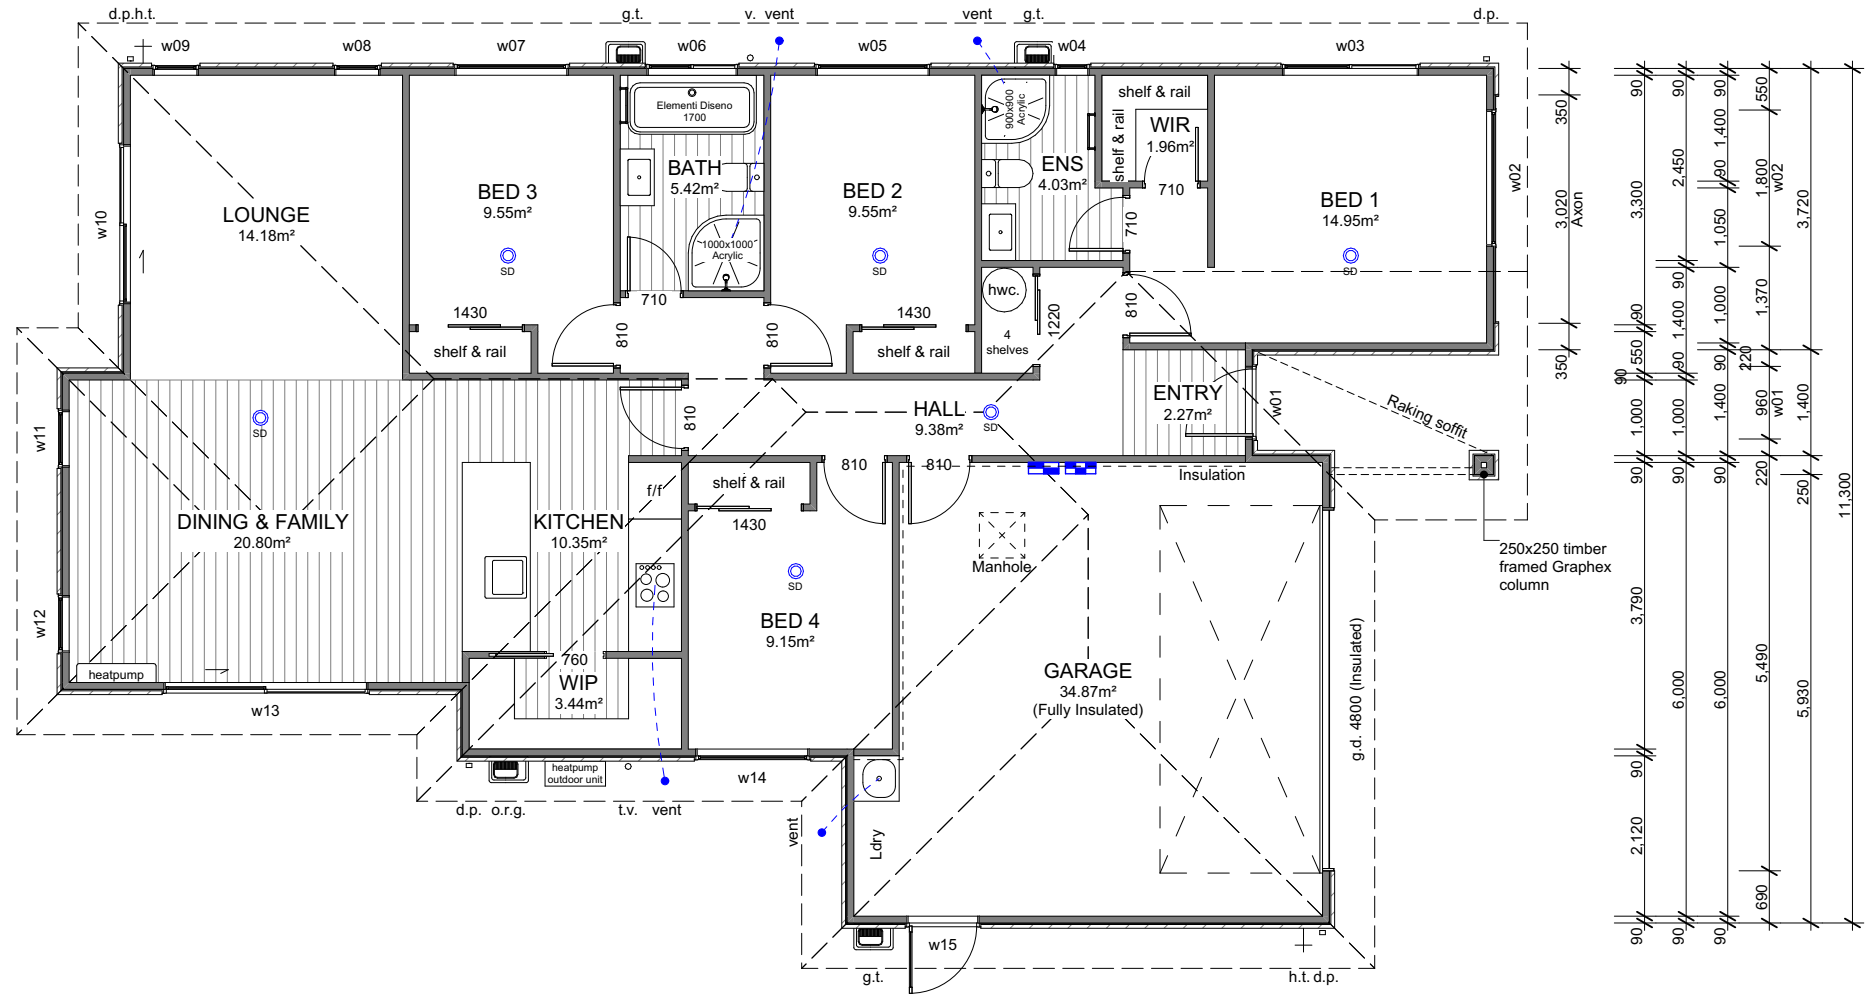 d.p.h.t.
g.t.
v. vent
vent
g.t.
d.p.
w09
w08
w07
w06
w05
w04
w03
Elementi Diseno
1700
900x900
Acrylic
shelf & rail
shelf & rail
WIR
1.96m²
710
BATH
5.42m²
ENS
4.03m²
BED 3
9.55m²
BED 2
9.55m²
BED 1
14.95m²
LOUNGE
14.18m²
w10
w02
710
1000x1000
Acrylic
SD
SD
SD
710
hwc.
4
shelves
1220
810
1430
810
810
1430
shelf & rail
shelf & rail
ENTRY
2.27m²
w01
Raking soffit
HALL
9.38m²
SD
SD
w11
810
810
810
Insulation
shelf & rail
f/f
1430
DINING & FAMILY
20.80m²
KITCHEN
10.35m²
Manhole
250x250 timber
framed Graphex
column
SD
BED 4
9.15m²
w12
heatpump
760
WIP
3.44m²
GARAGE
34.87m²
(Fully Insulated)
g.d. 4800 (Insulated)
w13
heatpump
outdoor unit
w14
d.p. o.r.g.
t.v. vent
vent
Ldry
w15
g.t.
h.t. d.p.
350
3,020
Axon
350
90
3,300
90
550
90
1,000
90
3,790
90
2,120
90
90
2,450
90
1,400
90
1,000
90
6,000
90
90
1,400
90
1,050
1,000
90
1,400
90
6,000
90
550
1,800
w02
1,370
220
960
w01
220
5,490
690
3,720
1,400
250
5,930
11,300